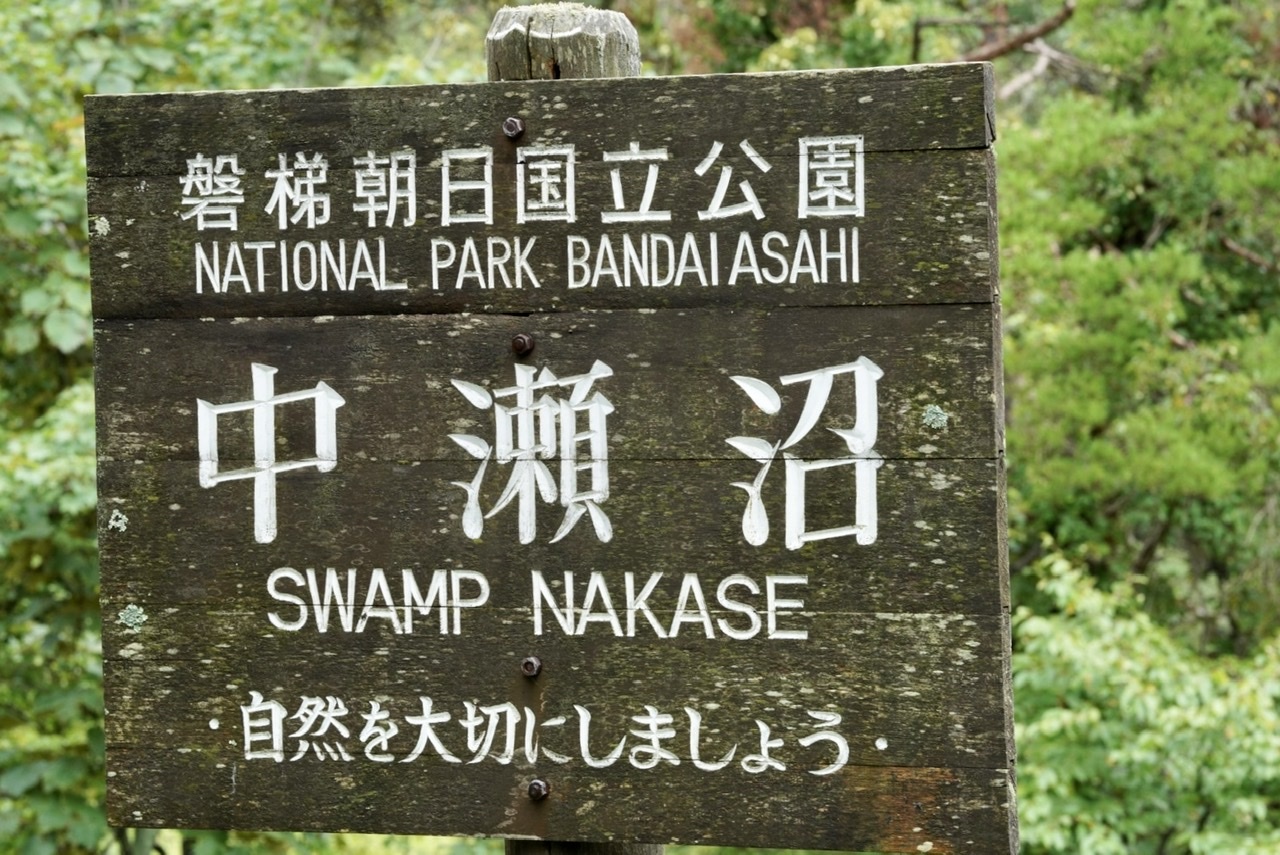 磐梯朝日国立公園
NATIONAL PARK BANDAI ASAHI
中瀬沼
SWAMP NAKASE
・自然を大切にしましょう・